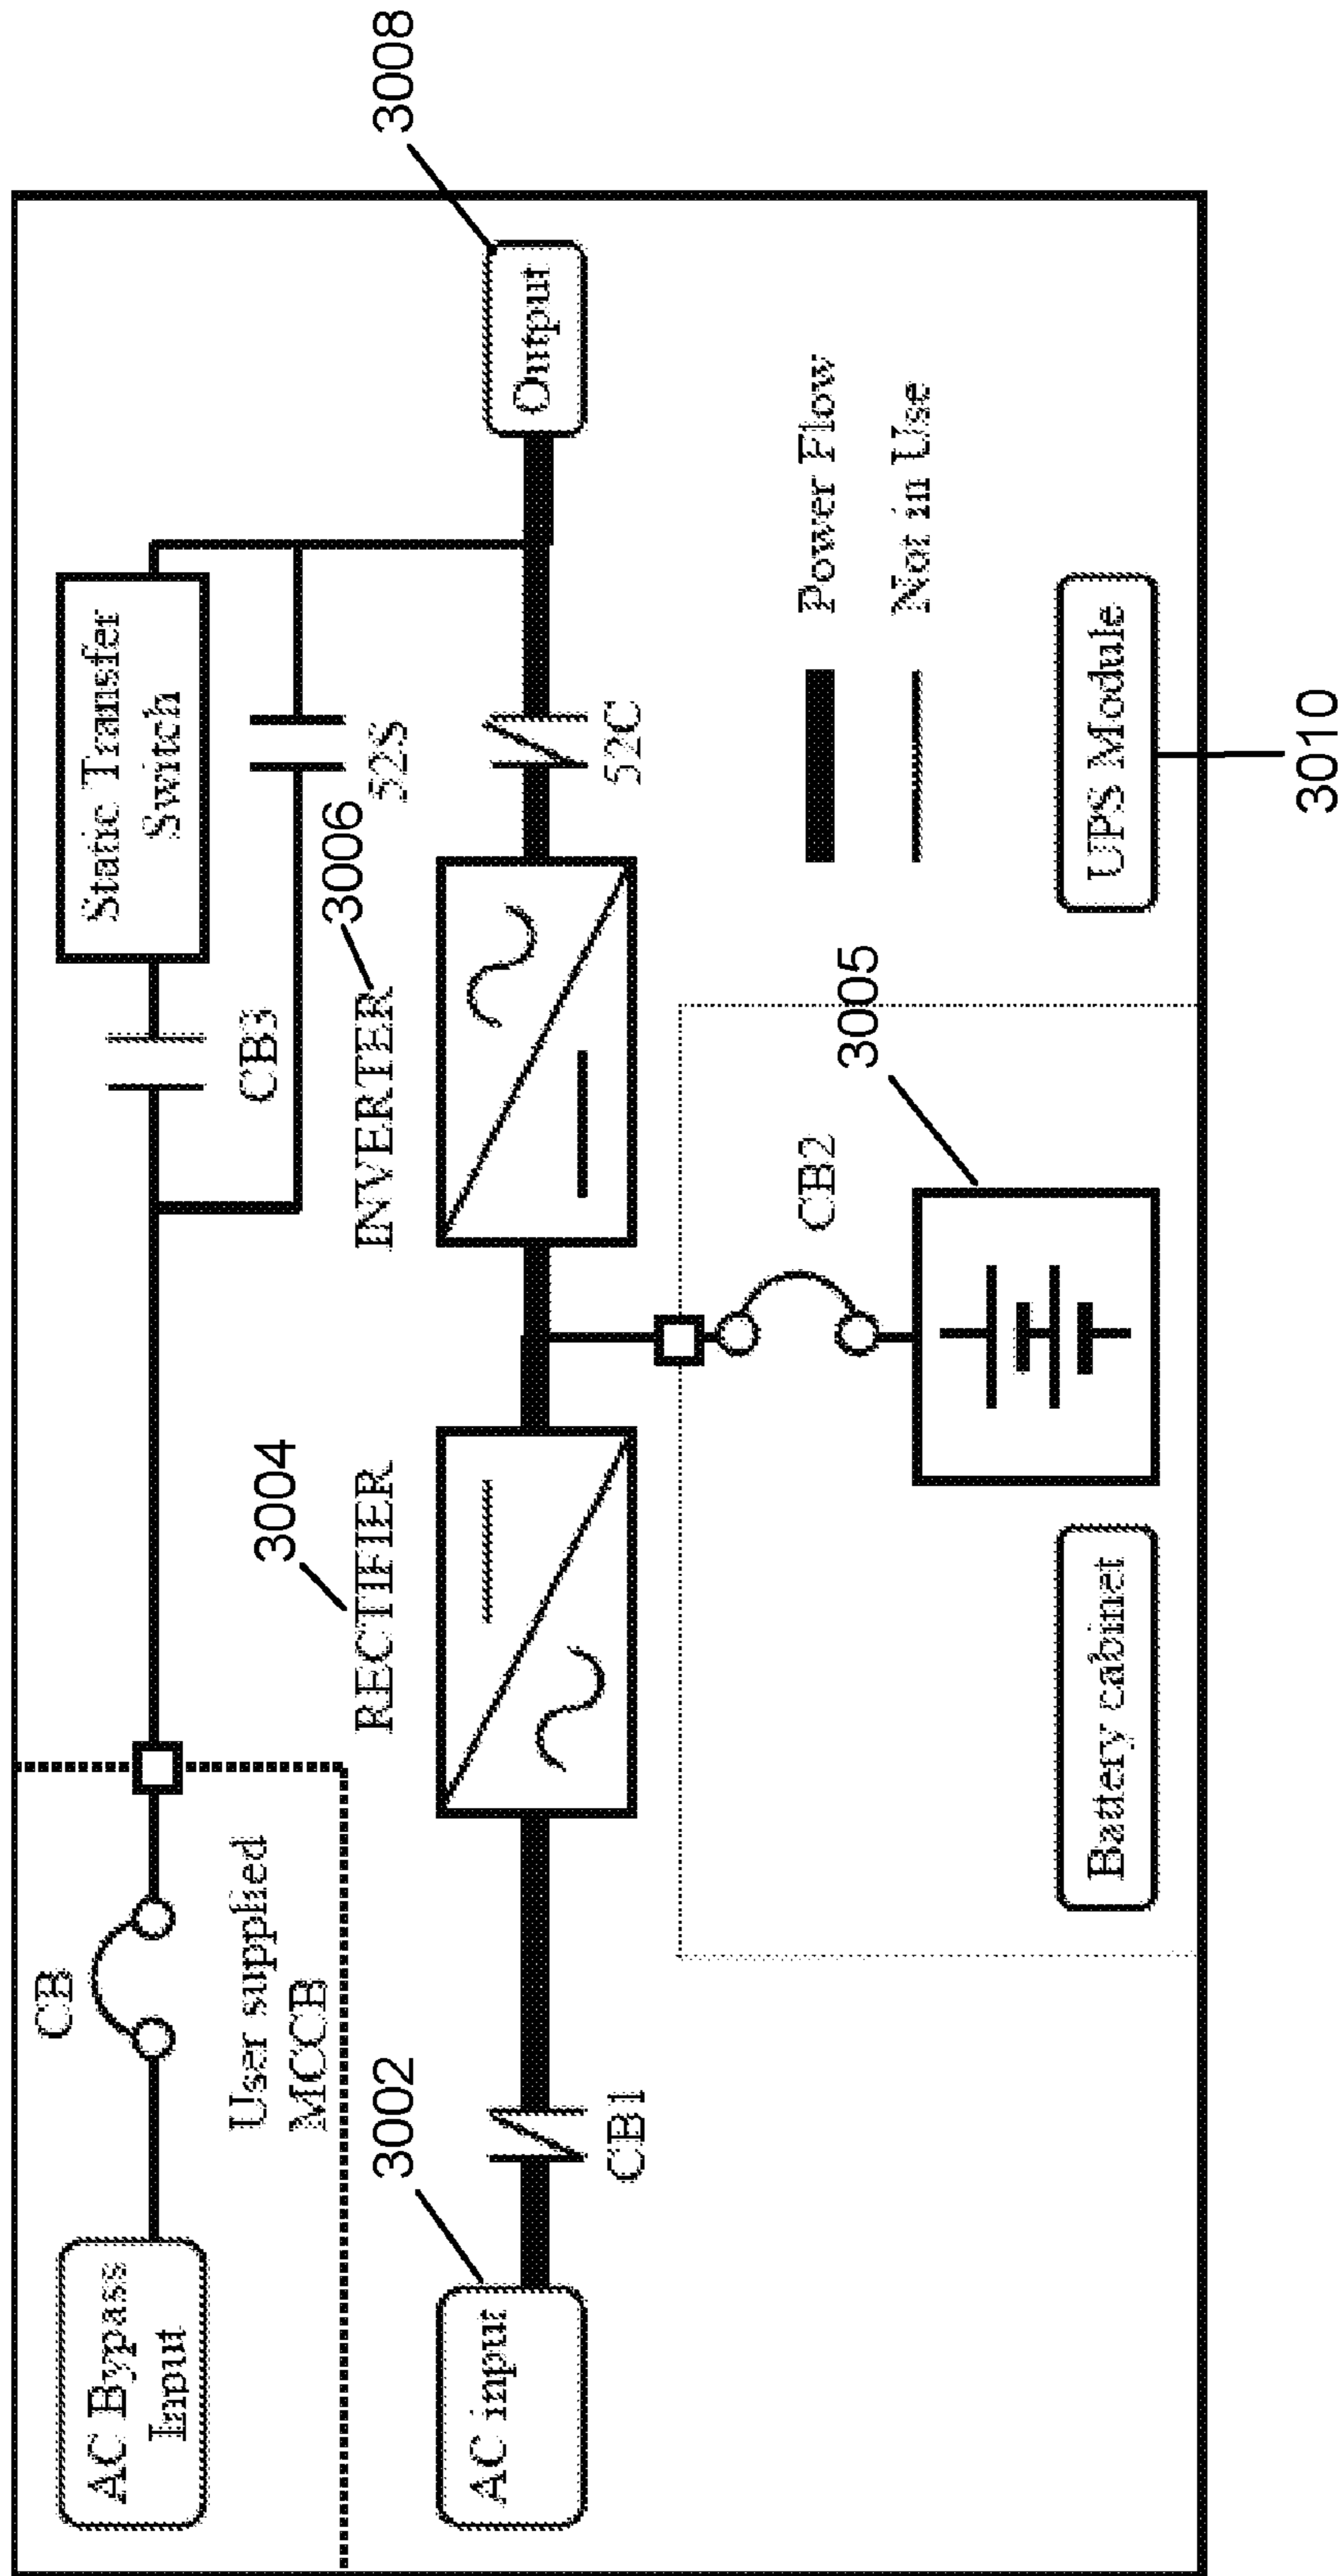 AC Bypass
Input
CB
User supplied
MCCB
CB3
Static Transfer
Switch
52S
3002
AC input
CB1
3004
RECTIFIER
3006
INVERTER
52C
3008
Output
CB2
3005
Battery cabinet
Power Flow
Not in Use
UPS Module
3010